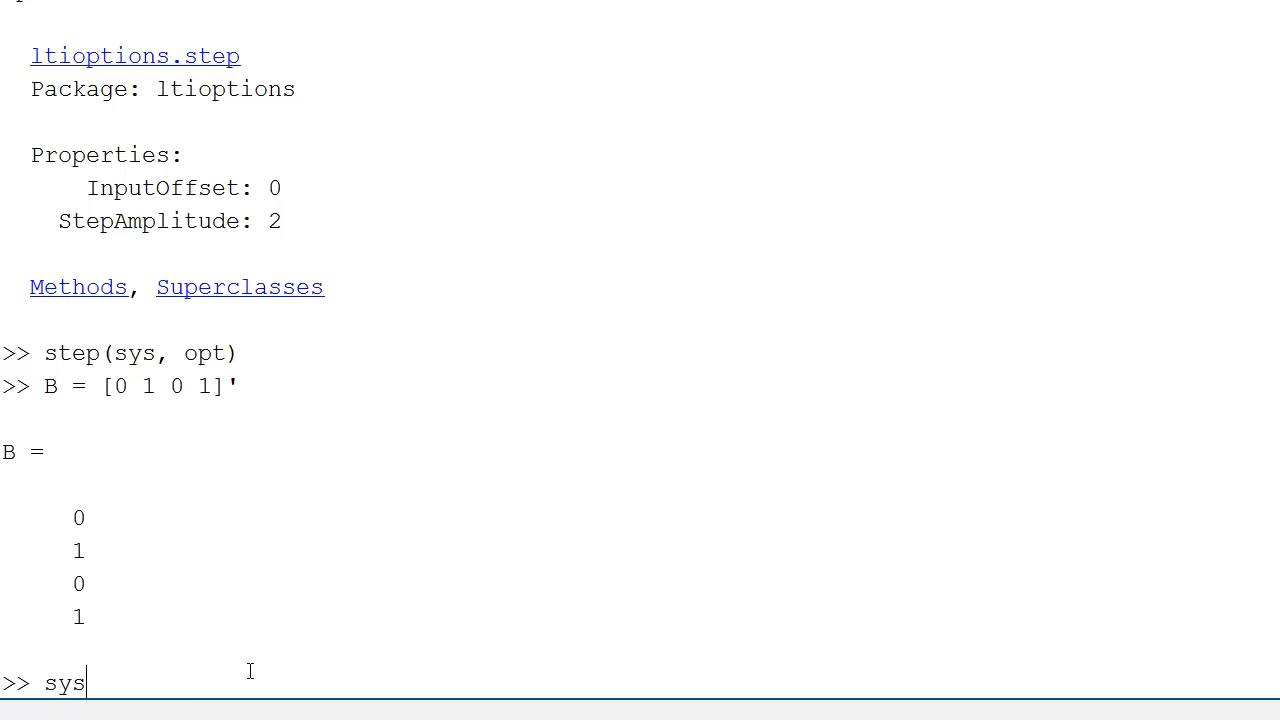 ltioptions.step
Package: ltioptions
Properties:
InputOffset: 0
StepAmplitude: 2
Methods, Superclasses
>> step(sys, opt)
>> B = [0 1 0 1]'
B =
0
1
0
1
>> sys